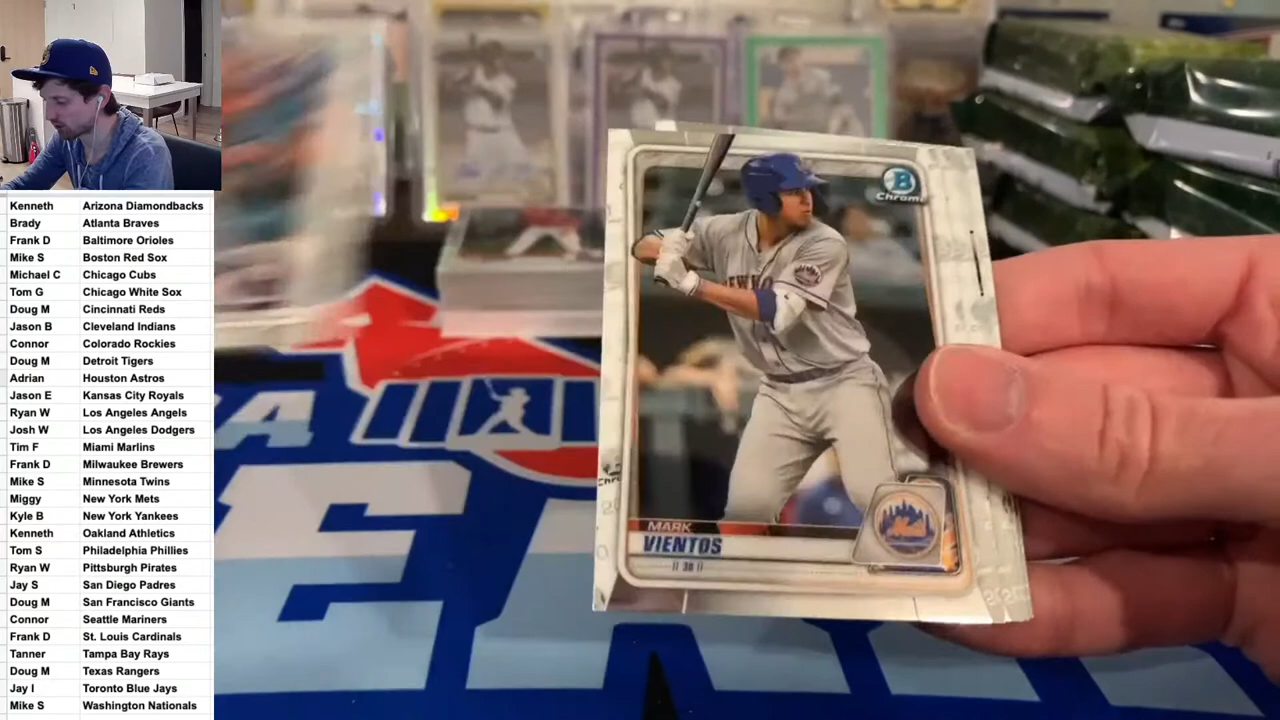 Kenneth Arizona Diamondbacks
Brady Atlanta Braves
Frank D Baltimore Orioles
Mike S Boston Red Sox
Michael C Chicago Cubs
Tom G Chicago White Sox
Doug M Cincinnati Reds
Jason B Cleveland Indians
Connor Colorado Rockies
Doug M Detroit Tigers
Adrian Houston Astros
Jason E Kansas City Royals
Ryan W Los Angeles Angels
Josh W Los Angeles Dodgers
Tim F Miami Marlins
Frank D Milwaukee Brewers
Mike S Minnesota Twins
Miggy New York Mets
Kyle B New York Yankees
Kenneth Oakland Athletics
Tom S Philadelphia Phillies
Ryan W Pittsburgh Pirates
Jay S San Diego Padres
Doug M San Francisco Giants
Connor Seattle Mariners
Frank D St. Louis Cardinals
Tanner Tampa Bay Rays
Doug M Texas Rangers
Jay I Toronto Blue Jays
Mike S Washington Nationals
B
Chrome
Mets
MARK
VIENTOS